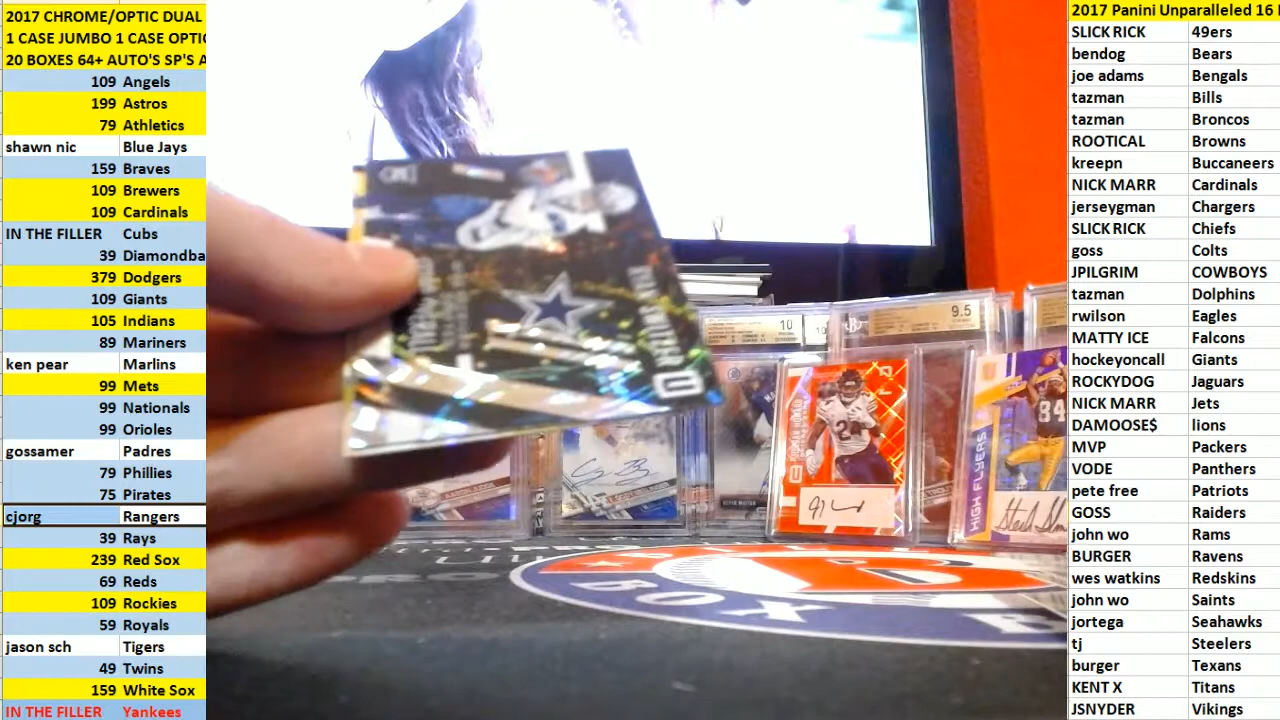 2017 CHROME/OPTIC DUAL
1 CASE JUMBO 1 CASE OPTIC
20 BOXES 64+ AUTO'S SP'S A
109 Angels
199 Astros
79 Athletics
shawn nic Blue Jays
159 Braves
109 Brewers
109 Cardinals
IN THE FILLER Cubs
39 Diamondba
379 Dodgers
109 Giants
105 Indians
89 Mariners
ken pear Marlins
99 Mets
99 Nationals
99 Orioles
gossamer Padres
79 Phillies
75 Pirates
cjorg Rangers
39 Rays
239 Red Sox
69 Reds
109 Rockies
59 Royals
jason sch Tigers
49 Twins
159 White Sox
IN THE FILLER Yankees
10
9.5
HIGH FLYERS
84
BOX
2017 Panini Unparalleled 16
SLICK RICK 49ers
bendog Bears
joe adams Bengals
tazman Bills
tazman Broncos
ROOTICAL Browns
kreepn Buccaneers
NICK MARR Cardinals
jerseygman Chargers
SLICK RICK Chiefs
goss Colts
JPILGRIM COWBOYS
tazman Dolphins
rwilson Eagles
MATTY ICE Falcons
hockeyoncall Giants
ROCKYDOG Jaguars
NICK MARR Jets
DAMOOSE$ lions
MVP Packers
VODE Panthers
pete free Patriots
GOSS Raiders
john wo Rams
BURGER Ravens
wes watkins Redskins
john wo Saints
jortega Seahawks
tj Steelers
burger Texans
KENT X Titans
JSNYDER Vikings